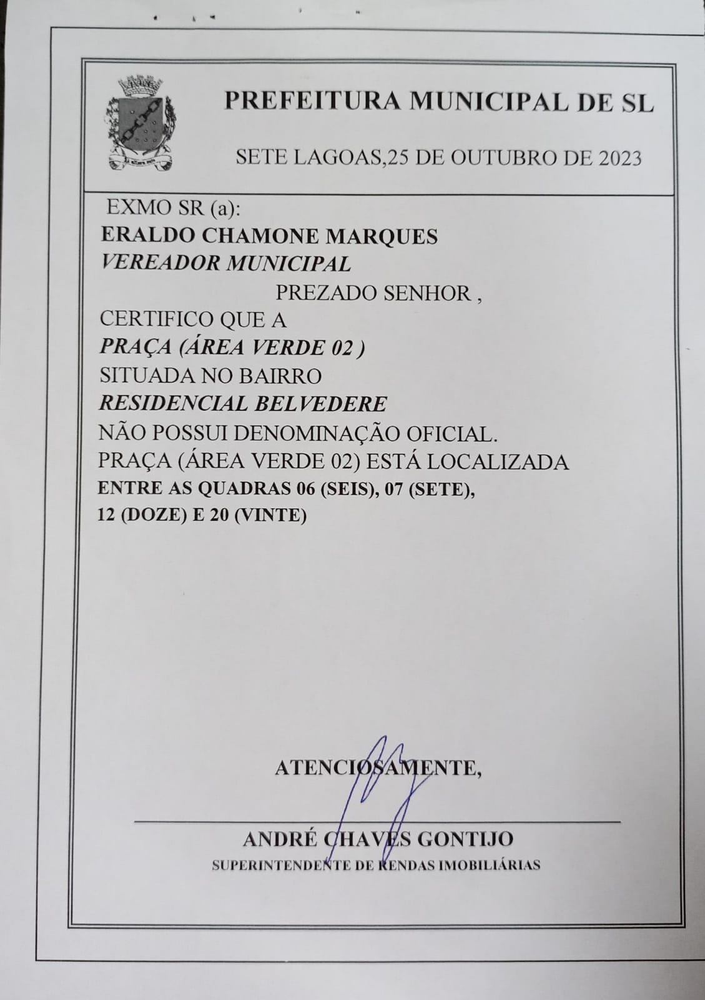 PREFEITURA MUNICIPAL DE SL
SETE LAGOAS,25 DE OUTUBRO DE 2023
EXMO SR (a):
ERALDO CHAMONE MARQUES
VEREADOR MUNICIPAL
PREZADO SENHOR ,
CERTIFICO QUE A
PRAÇA (ÁREA VERDE 02 )
SITUADA NO BAIRRO
RESIDENCIAL BELVEDERE
NÃO POSSUI DENOMINAÇÃO OFICIAL.
PRAÇA (ÁREA VERDE 02) ESTÁ LOCALIZADA
ENTRE AS QUADRAS 06 (SEIS), 07 (SETE),
12 (DOZE) E 20 (VINTE)
ATENCIOSAMENTE,
ANDRÉ CHAVES GONTIJO
SUPERINTENDENTE DE RENDAS IMOBILIÁRIAS